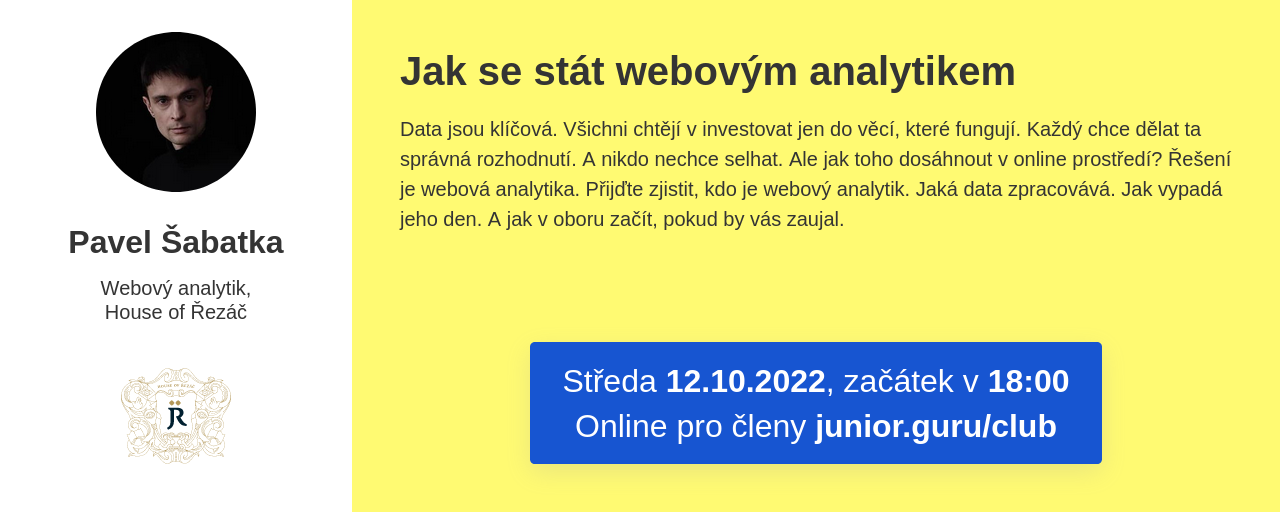 Pavel Šabatka
Webový analytik,
House of Řezáč
HOUSE OF ŘEZÁČ
JR
Jak se stát webovým analytikem
Data jsou klíčová. Všichni chtějí v investovat jen do věcí, které fungují. Každý chce dělat ta
správná rozhodnutí. A nikdo nechce selhat. Ale jak toho dosáhnout v online prostředí? Řešení
je webová analytika. Přijďte zjistit, kdo je webový analytik. Jaká data zpracovává. Jak vypadá
jeho den. A jak v oboru začít, pokud by vás zaujal.
Středa 12.10.2022, začátek v 18:00
Online pro členy junior.guru/club